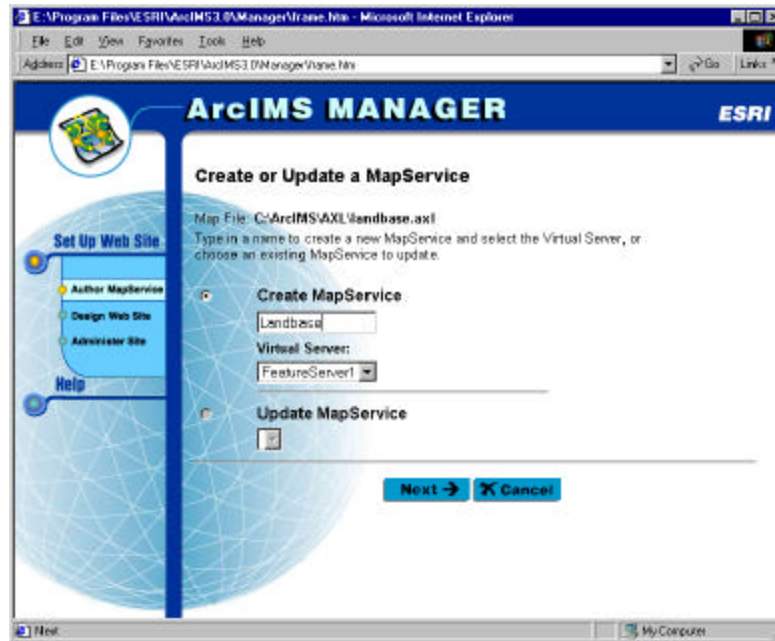 E:\Program Files\ESRI\ArcIMS3.0\Manager\frame.htm - Microsoft Internet Explorer
File Edit View Favorites Tools Help
Address E:\Program Files\ESRI\ArcIMS3.0\Manager\frame.htm Go Links
ArcIMS MANAGER
ESRI
Create or Update a MapService
Map File: C:\ArcIMS\AXL\landbase.axl
Type in a name to create a new MapService and select the Virtual Server, or
choose an existing MapService to update.
Set Up Web Site
Author MapService
Design Web Site
Administer Site
Help
Create MapService
Landbase
Virtual Server:
FeatureServer1
Update MapService
Next
Cancel
Next
My Computer